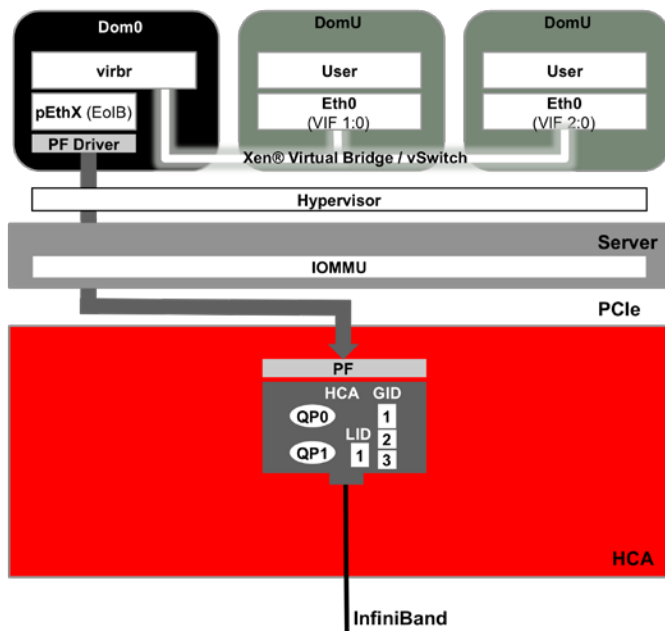 Dom0
DomU
DomU
virbr
User
User
pEthX (EoIB)
Eth0
(VIF 1:0)
Eth0
(VIF 2:0)
PF Driver
Xen® Virtual Bridge / vSwitch
Hypervisor
Server
IOMMU
PCIe
PF
HCA GID
QP0
1
LID
2
QP1
1
3
HCA
InfiniBand